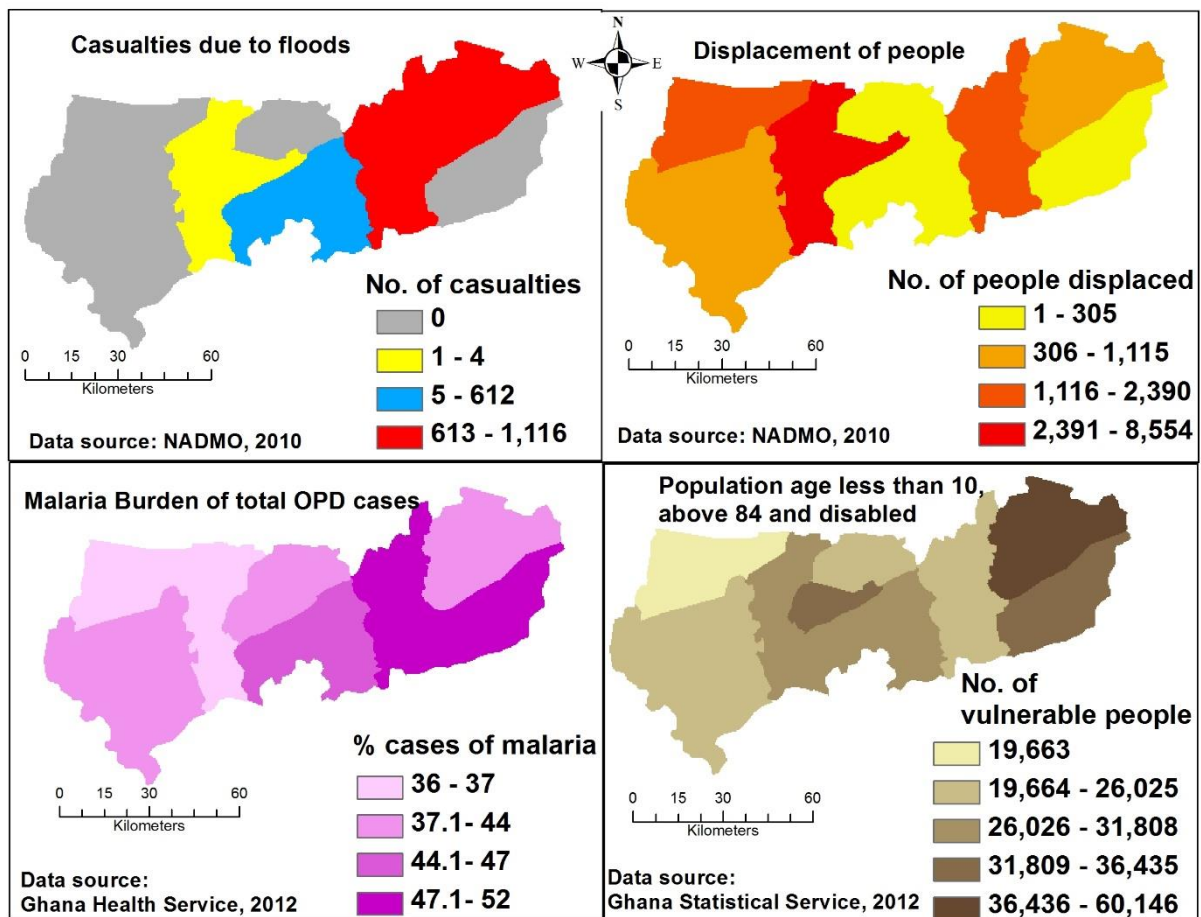 Casualties due to floods
No. of casualties
0
1 - 4
5 - 612
613 - 1,116
0 15 30 60
Kilometers
Data source: NADMO, 2010
N
W E
S
Displacement of people
No. of people displaced
1 - 305
306 - 1,115
1,116 - 2,390
2,391 - 8,554
0 15 30 60
Kilometers
Data source: NADMO, 2010
Malaria Burden of total OPD cases
% cases of malaria
36 - 37
37.1- 44
44.1- 47
47.1- 52
0 15 30 60
Kilometers
Data source:
Ghana Health Service, 2012
Population age less than 10,
above 84 and disabled
No. of
vulnerable people
19,663
19,664 - 26,025
26,026 - 31,808
31,809 - 36,435
36,436 - 60,146
0 15 30 60
Kilometers
Data source:
Ghana Statistical Service, 2012